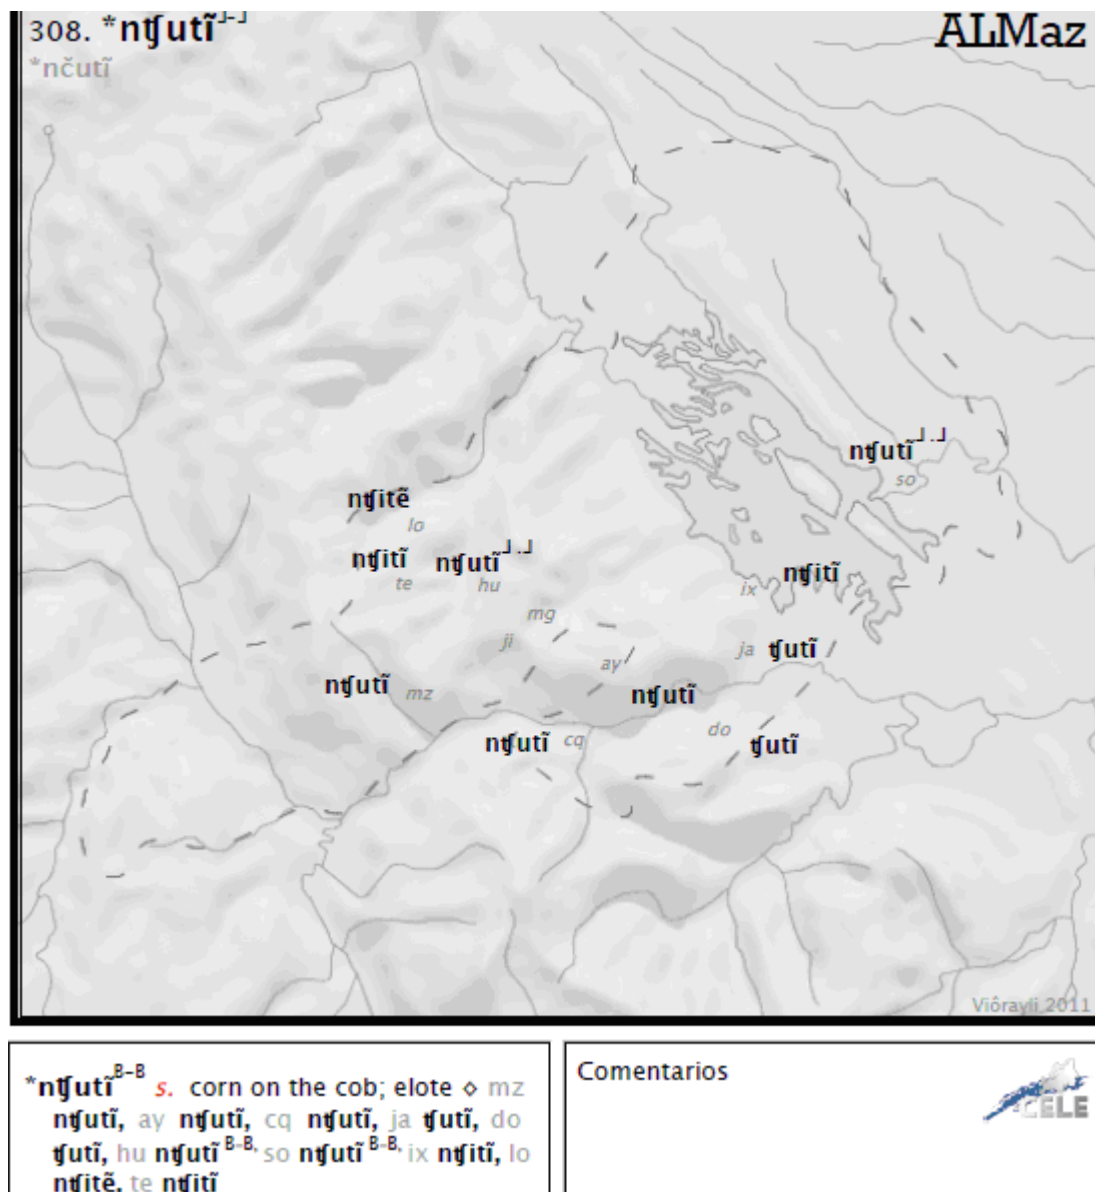 308. *nʧutĩ˩-˩
ALMaz
*nčutĩ
nʧutĩ˩.˩
so
nʧitẽ
lo
nʧitĩ
te
nʧutĩ˩.˩
hu
nʧitĩ
ix
mg
ji
ja ʧutĩ
ay
nʧutĩ mz
nʧutĩ
do
nʧutĩ cq
ʧutĩ
Viôrayli 2011
*nʧutĩB–B s. corn on the cob; elote ⋄ mz
nʧutĩ, ay nʧutĩ, cq nʧutĩ, ja ʧutĩ, do
ʧutĩ, hu nʧutĩB-B, so nʧutĩB-B, ix nʧitĩ, lo
nʧitẽ, te nʧitĩ
Comentarios
CELE